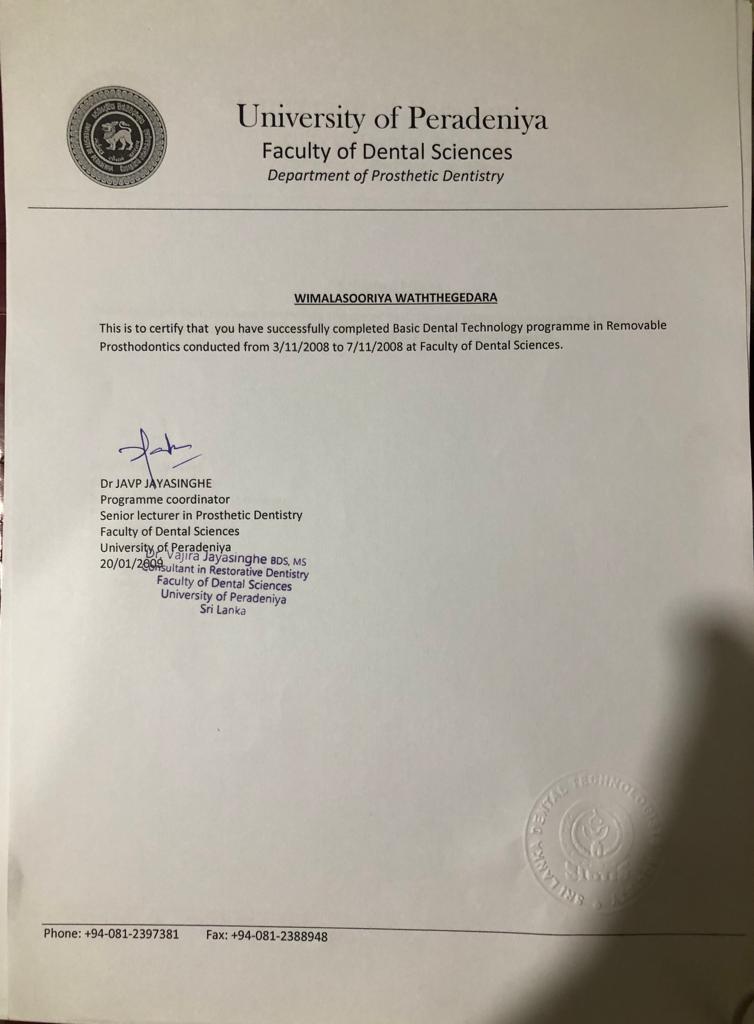 University of Peradeniya
Faculty of Dental Sciences
Department of Prosthetic Dentistry
WIMALASOORIYA WATHTHEGEDARA
This is to certify that you have successfully completed Basic Dental Technology programme in Removable
Prosthodontics conducted from 3/11/2008 to 7/11/2008 at Faculty of Dental Sciences.
Dr JAVP JAYASINGHE
Programme coordinator
Senior lecturer in Prosthetic Dentistry
Faculty of Dental Sciences
University of Peradeniya
20/01/2009
Dr. Vajira Jayasinghe BDS, MS
Consultant in Restorative Dentistry
Faculty of Dental Sciences
University of Peradeniya
Sri Lanka
SRI LANKA DENTAL
Phone: +94-081-2397381 Fax: +94-081-2388948